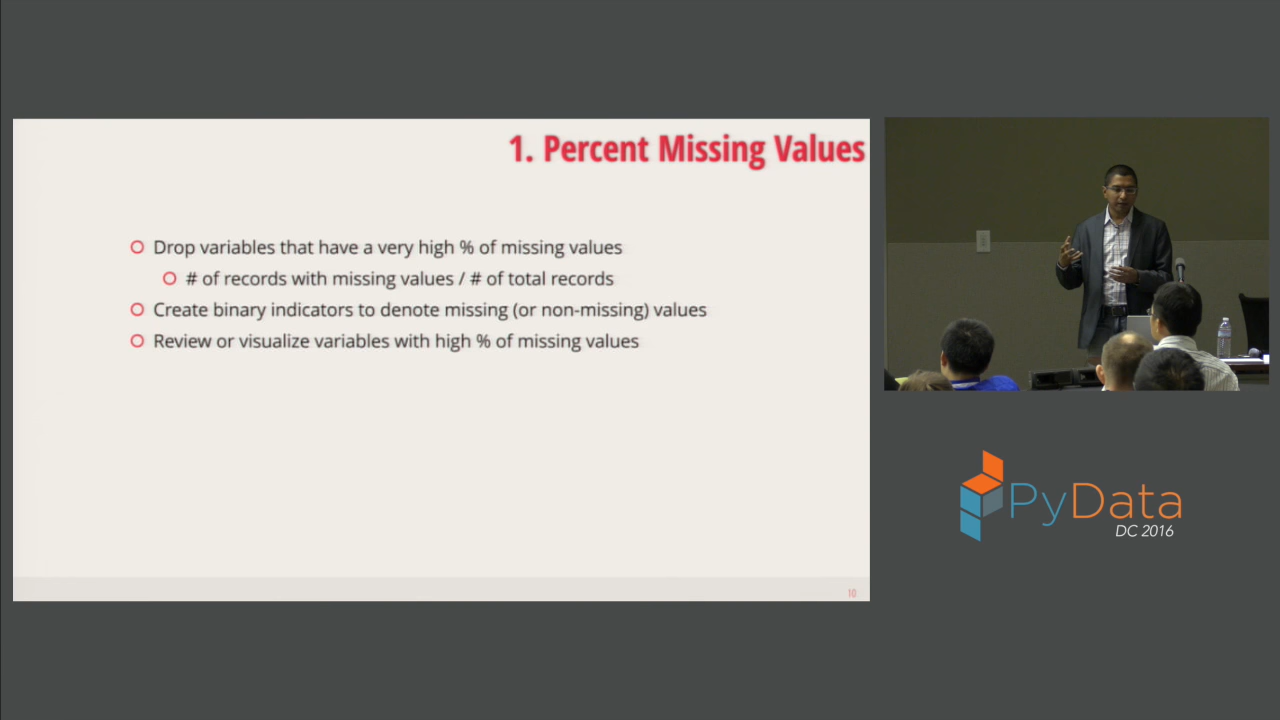 1. Percent Missing Values
Drop variables that have a very high % of missing values
# of records with missing values / # of total records
Create binary indicators to denote missing (or non-missing) values
Review or visualize variables with high % of missing values
10
PyData
DC 2016